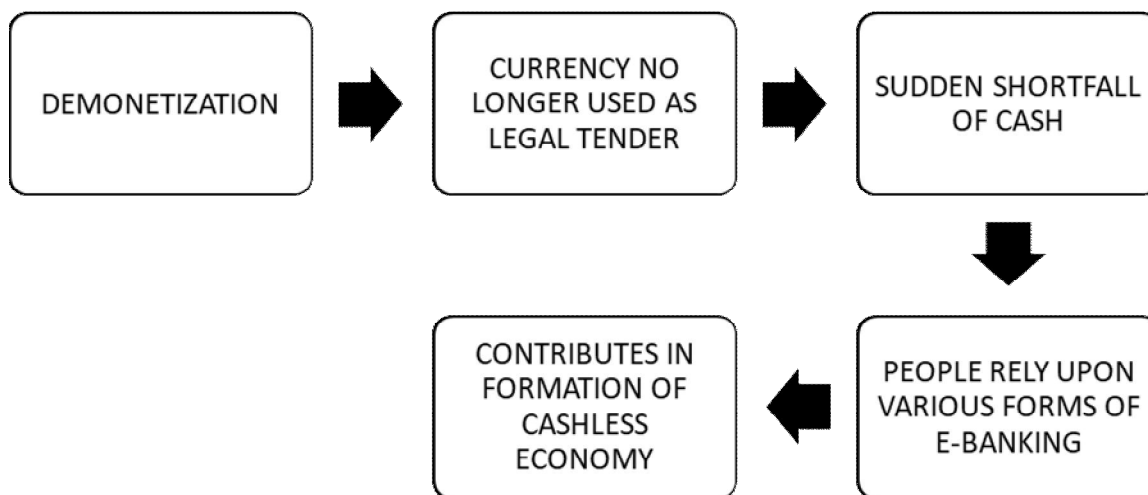 DEMONETIZATION
CURRENCY NO
LONGER USED AS
LEGAL TENDER
SUDDEN SHORTFALL
OF CASH
PEOPLE RELY UPON
VARIOUS FORMS OF
E-BANKING
CONTRIBUTES IN
FORMATION OF
CASHLESS
ECONOMY